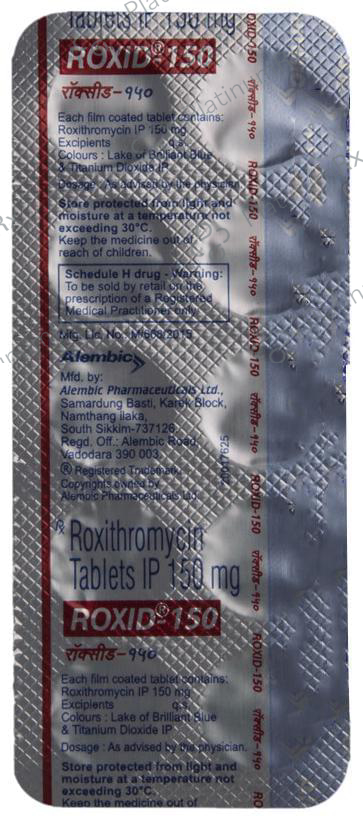 Tablets IP 150 mg
ROXID®-150
रॉक्सीड-१५०
Each film coated tablet contains:
Roxithromycin IP 150 mg
Excipients q.s.
Colours : Lake of Brilliant Blue
& Titanium Dioxide IP
Dosage : As advised by the physician.
Store protected from light and
moisture at a temperature not
exceeding 30°C.
Keep the medicine out of
reach of children.
Schedule H drug - Warning:
To be sold by retail on the
prescription of a Registered
Medical Practitioner only.
Mfg. Lic. No.: M/668/2015
Alembic
Mfd. by:
Alembic Pharmaceuticals Ltd.,
Samardung Basti, Karek Block,
Namthang Ilaka,
South Sikkim-737126.
Regd. Off.: Alembic Road,
Vadodara 390 003.
® Registered Trademark
Copyrights owned by
Alembic Pharmaceuticals Ltd.
Rx Roxithromycin
Tablets IP 150 mg
ROXID®-150
रॉक्सीड-१५०
Each film coated tablet contains:
Roxithromycin IP 150 mg
Excipients q.s.
Colours : Lake of Brilliant Blue
& Titanium Dioxide IP
Dosage : As advised by the physician.
Store protected from light and
moisture at a temperature not
exceeding 30°C.
Keep the medicine out of
ROXID-150 रॉक्सीड-१५० ROXID-150 रॉक्सीड-१५० ROXID-150 रॉक्सीड-१५० ROXID-150 रॉक्सीड-१५० ROXID-150 रॉक्सीड-१५०